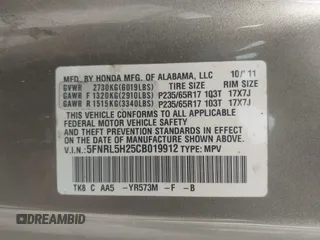 MFD. BY HONDA MFG. OF ALABAMA, LLC 10/11
GVWR 2730KG(6019LBS) TIRE SIZE RIM SIZE
GAWR F 1320KG(2910LBS) P235/65R17 103T 17X7J
GAWR R 1515KG(3340LBS) P235/65R17 103T 17X7J
THIS VEHICLE CONFORMS TO ALL APPLICABLE
FEDERAL MOTOR VEHICLE SAFETY AND THEFT
PREVENTION STANDARDS IN EFFECT ON THE DATE
OF MANUFACTURE SHOWN ABOVE.
V.I.N.:5FNRL5H25CB019912 TYPE: MPV
TK8 C AA5 -YR573M -F -B